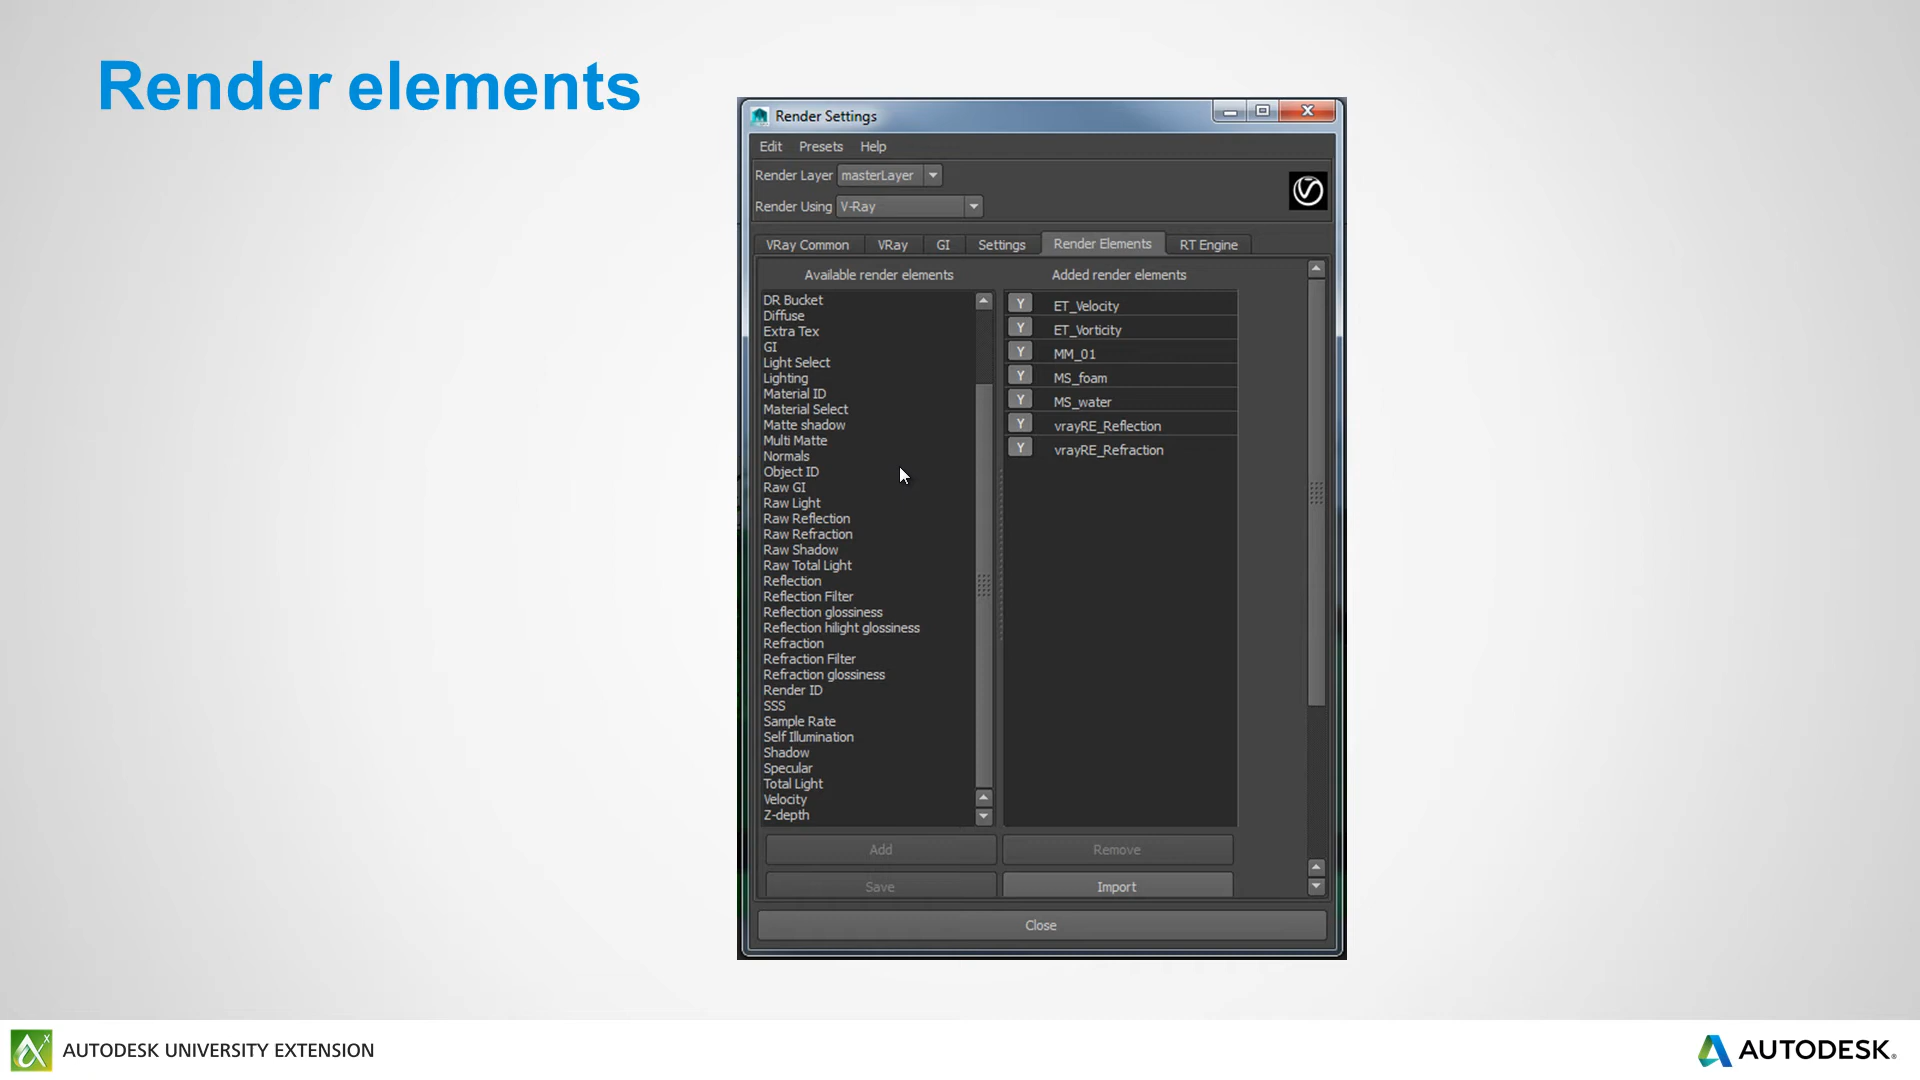 Render elements
Render Settings
Edit Presets Help
Render Layer masterLayer
Render Using V-Ray
VRay Common VRay GI Settings Render Elements RT Engine
Available render elements Added render elements
DR Bucket
Diffuse
Extra Tex
GI
Light Select
Lighting
Material ID
Material Select
Matte shadow
Multi Matte
Normals
Object ID
Raw GI
Raw Light
Raw Reflection
Raw Refraction
Raw Shadow
Raw Total Light
Reflection
Reflection Filter
Reflection glossiness
Reflection hilight glossiness
Refraction
Refraction Filter
Refraction glossiness
Render ID
SSS
Sample Rate
Self Illumination
Shadow
Specular
Total Light
Velocity
Z-depth
Y ET_Velocity
Y ET_Vorticity
Y MM_01
Y MS_foam
Y MS_water
Y vrayRE_Reflection
Y vrayRE_Refraction
Add Remove
Save Import
Close
AUTODESK UNIVERSITY EXTENSION
AUTODESK